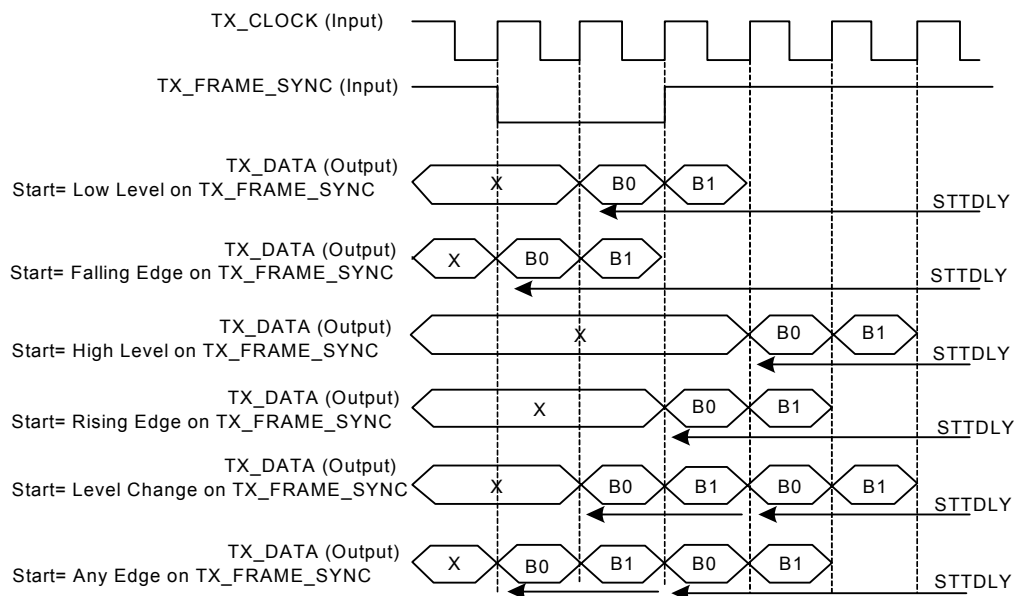 TX_CLOCK (Input)
TX_FRAME_SYNC (Input)
TX_DATA (Output)
Start= Low Level on TX_FRAME_SYNC
X B0 B1
STTDLY
TX_DATA (Output)
Start= Falling Edge on TX_FRAME_SYNC
X B0 B1
STTDLY
TX_DATA (Output)
Start= High Level on TX_FRAME_SYNC
X B0 B1
STTDLY
TX_DATA (Output)
Start= Rising Edge on TX_FRAME_SYNC
X B0 B1
STTDLY
TX_DATA (Output)
Start= Level Change on TX_FRAME_SYNC
X B0 B1 B0 B1
STTDLY
TX_DATA (Output)
Start= Any Edge on TX_FRAME_SYNC
X B0 B1 B0 B1
STTDLY